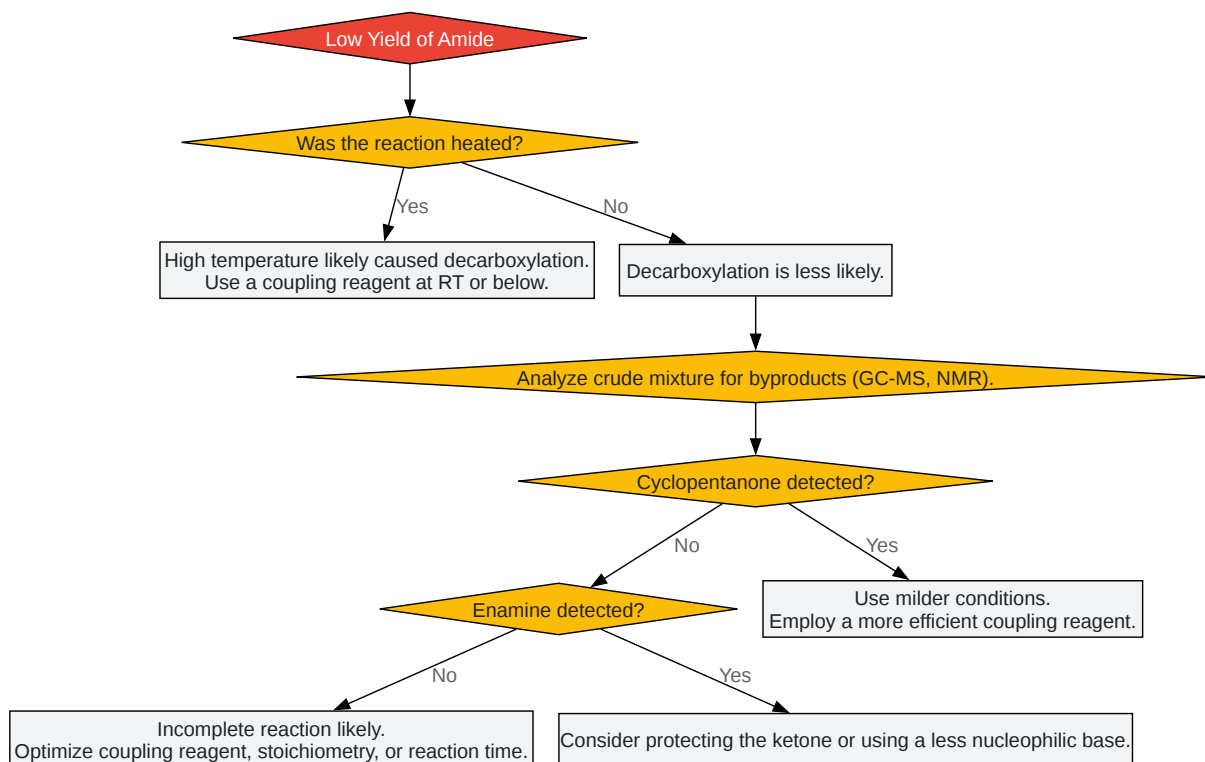 Low Yield of Amide
Was the reaction heated?
Yes
No
High temperature likely caused decarboxylation.
Use a coupling reagent at RT or below.
Decarboxylation is less likely.
Analyze crude mixture for byproducts (GC-MS, NMR).
Cyclopentanone detected?
No
Yes
Enamine detected?
Use milder conditions.
Employ a more efficient coupling reagent.
No
Yes
Incomplete reaction likely.
Optimize coupling reagent, stoichiometry, or reaction time.
Consider protecting the ketone or using a less nucleophilic base.